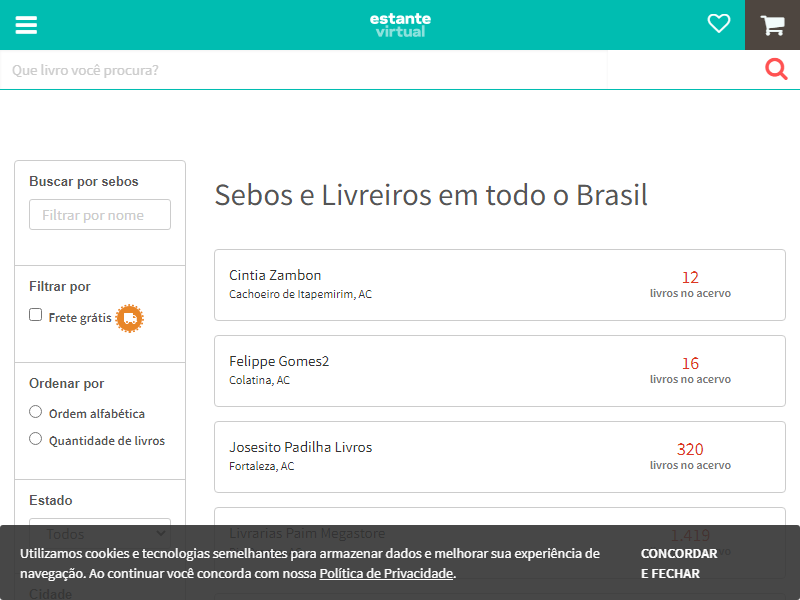 estante
virtual
Que livro você procura?
Buscar por sebos
Filtrar por nome
Filtrar por
Frete grátis
Ordenar por
Ordem alfabética
Quantidade de livros
Estado
Todos
Cidade
Sebos e Livreiros em todo o Brasil
Cintia Zambon
Cachoeiro de Itapemirim, AC
12
livros no acervo
Felippe Gomes2
Colatina, AC
16
livros no acervo
Josesito Padilha Livros
Fortaleza, AC
320
livros no acervo
Livrarias Paim Megastore
1.419
Utilizamos cookies e tecnologias semelhantes para armazenar dados e melhorar sua experiência de
navegação. Ao continuar você concorda com nossa Política de Privacidade.
CONCORDAR
E FECHAR